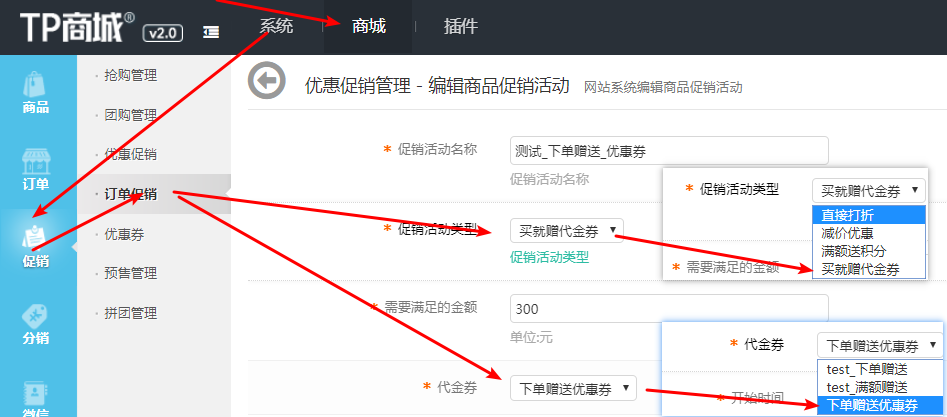 TP商城® v2.0 系统 商城 插件
商品
订单
促销
分销
微信
抢购管理
团购管理
优惠促销
订单促销
优惠券
预售管理
拼团管理
优惠促销管理 - 编辑商品促销活动 网站系统编辑商品促销活动
* 促销活动名称 测试_下单赠送_优惠券
促销活动名称
* 促销活动类型 买就赠代金券
促销活动类型
* 需要满足的金额 300
单位:元
* 代金券 下单赠送优惠券
* 促销活动类型 买就赠代金券
直接打折
减价优惠
满额送积分
买就赠代金券
* 需要满足的金额
* 代金券 下单赠送优惠券
test_下单赠送
test_满额赠送
下单赠送优惠券
* 开始时间